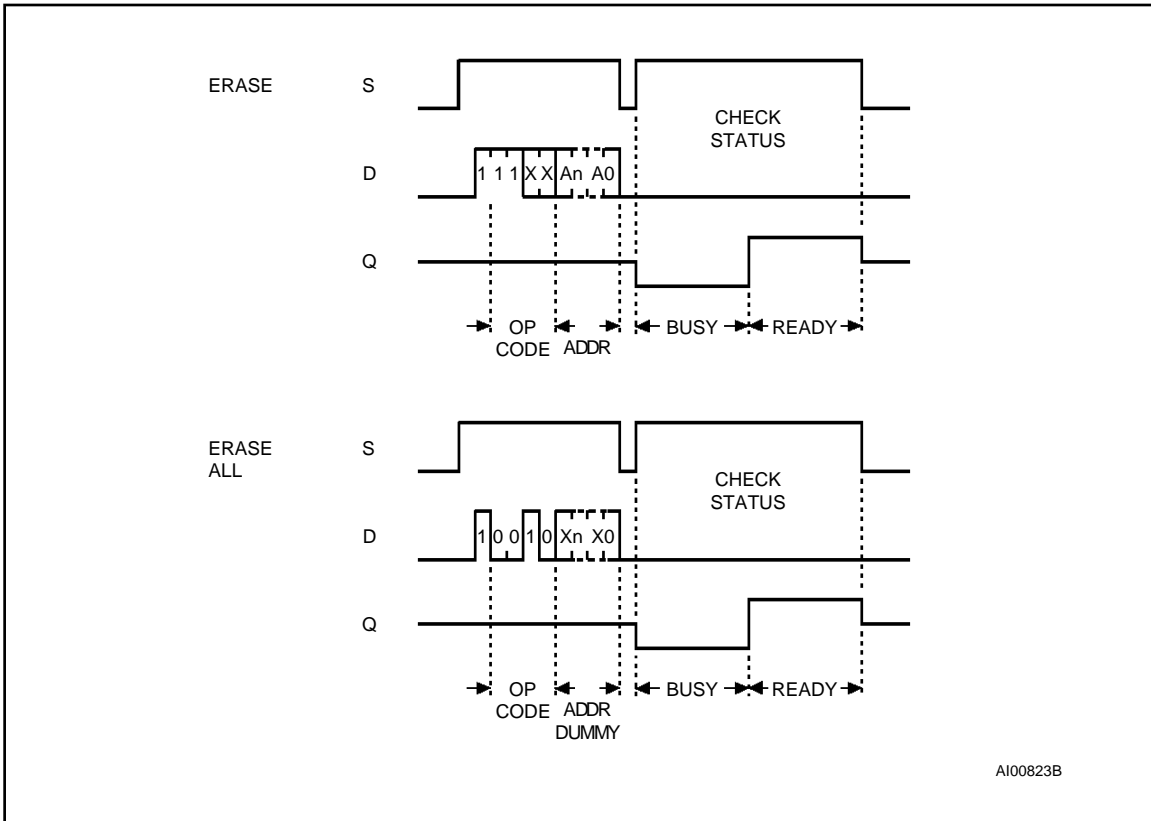 ERASE S
CHECK
STATUS
D 1 1 1 X X An A0
Q
OP
CODE ADDR BUSY READY
ERASE
ALL S
CHECK
STATUS
D 1 0 0 1 0 Xn X0
Q
OP
CODE ADDR
DUMMY BUSY READY
AI00823B